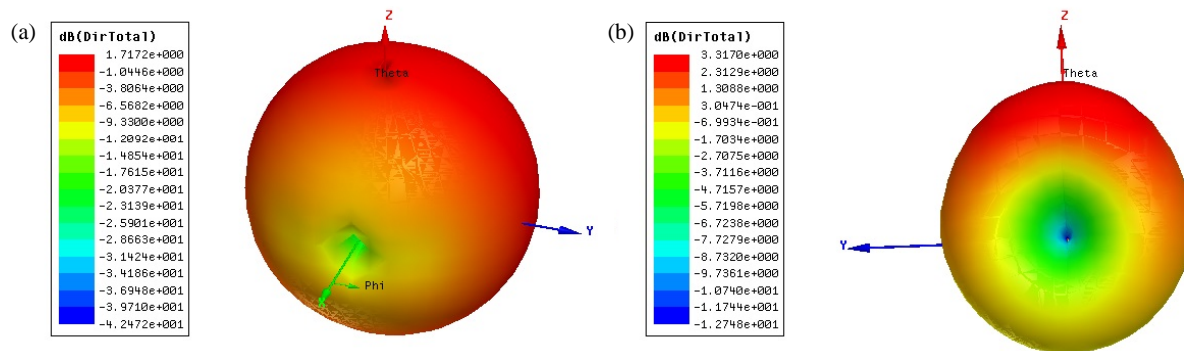 (a)
dB(DirTotal)
1.7172e+000
-1.0446e+000
-3.8064e+000
-6.5682e+000
-9.3300e+000
-1.2092e+001
-1.4854e+001
-1.7615e+001
-2.0377e+001
-2.3139e+001
-2.5901e+001
-2.8663e+001
-3.1424e+001
-3.4186e+001
-3.6948e+001
-3.9710e+001
-4.2472e+001
Z
Theta
Y
Phi
(b)
dB(DirTotal)
3.3170e+000
2.3129e+000
1.3088e+000
3.0474e-001
-6.9934e-001
-1.7034e+000
-2.7075e+000
-3.7116e+000
-4.7157e+000
-5.7198e+000
-6.7238e+000
-7.7279e+000
-8.7320e+000
-9.7361e+000
-1.0740e+001
-1.1744e+001
-1.2748e+001
Z
Theta
Y